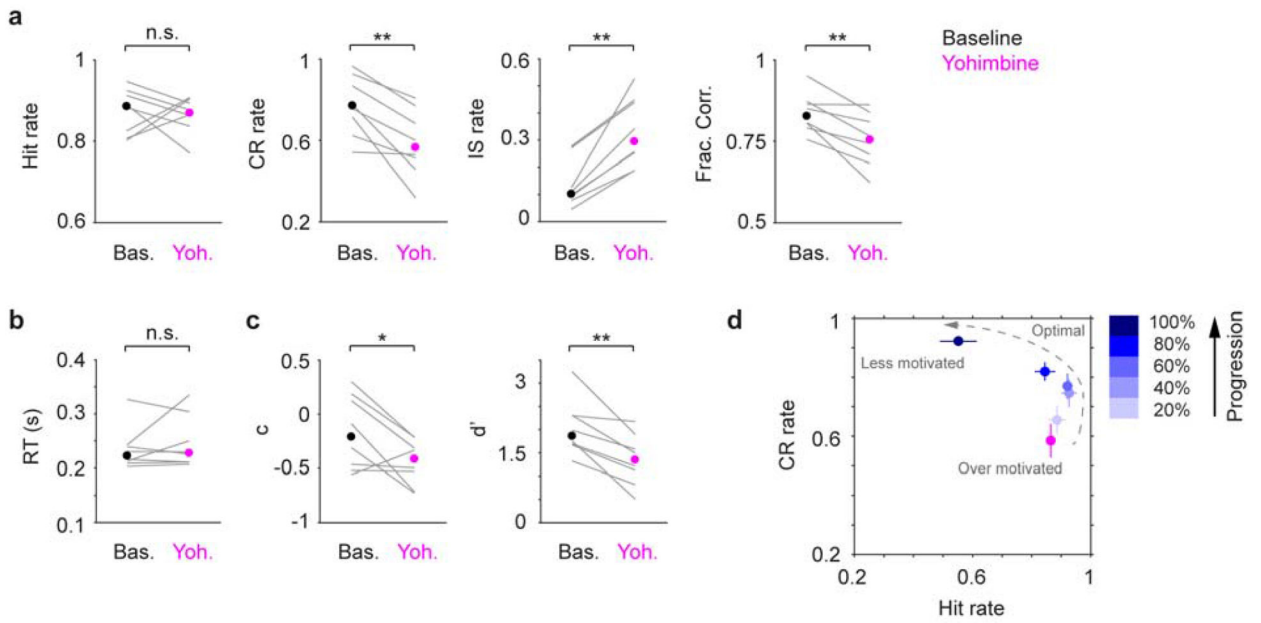 a
n.s.
**
**
**
Baseline
Yohimbine
Hit rate
1
0.8
0.6
Bas.
Yoh.
CR rate
1
0.6
0.2
Bas.
Yoh.
IS rate
0.6
0.3
0
Bas.
Yoh.
Frac. Corr.
1
0.75
0.5
Bas.
Yoh.
b
n.s.
RT (s)
0.4
0.3
0.2
0.1
Bas.
Yoh.
c
*
c
0.5
0
-0.5
-1
Bas.
Yoh.
**
d'
3
1.5
0
Bas.
Yoh.
d
CR rate
1
0.6
0.2
0.2
0.6
1
Hit rate
Optimal
Less motivated
Over motivated
100%
80%
60%
40%
20%
Progression